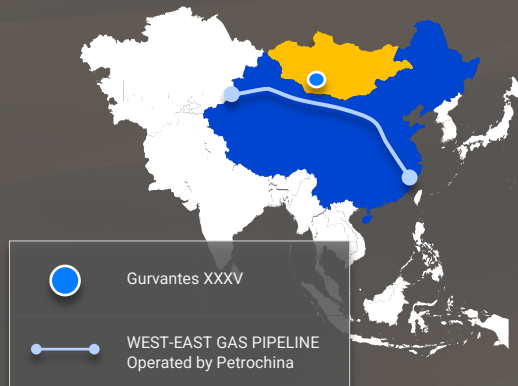 Gurvantes XXXV
WEST-EAST GAS PIPELINE
Operated by Petrochina